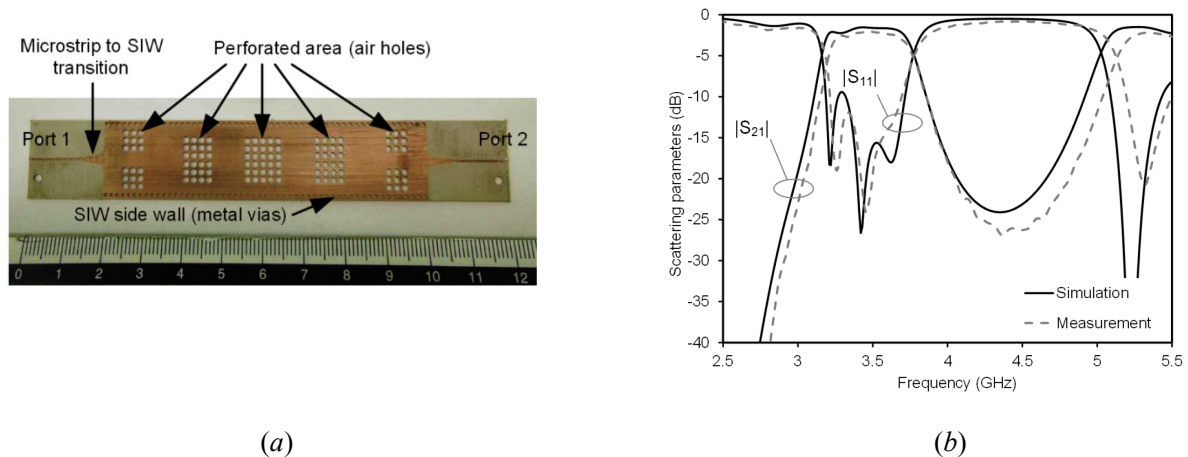 Microstrip to SIW
transition
Perforated area (air holes)
Port 1
Port 2
SIW side wall (metal vias)
0 1 2 3 4 5 6 7 8 9 10 11 12
(a)
0
-5
-10
-15
-20
-25
-30
-35
-40
Scattering parameters (dB)
|S11|
|S21|
Simulation
Measurement
2.5 3 3.5 4 4.5 5 5.5
Frequency (GHz)
(b)